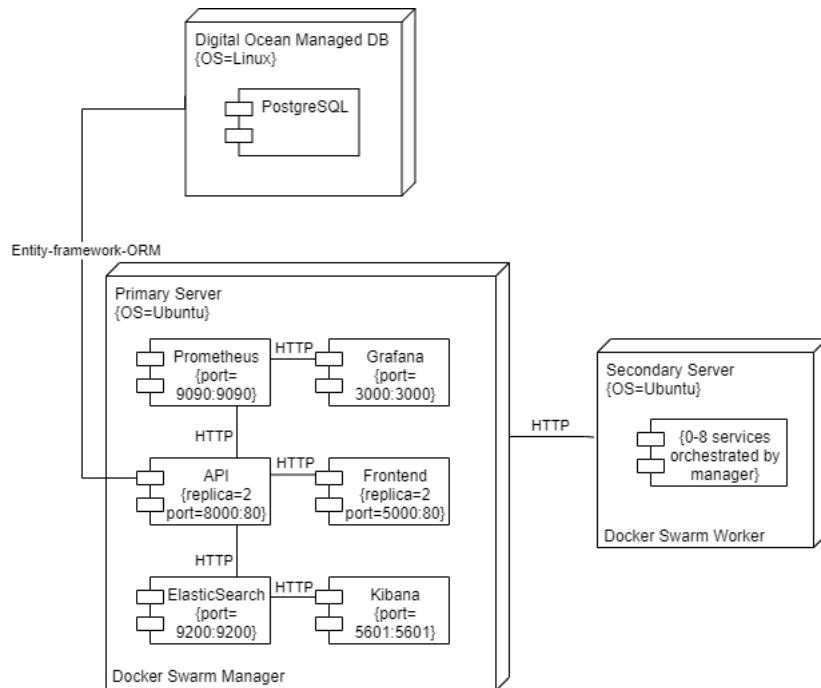 Digital Ocean Managed DB
{OS=Linux}
PostgreSQL
Entity-framework-ORM
Primary Server
{OS=Ubuntu}
Prometheus
{port=
9090:9090}
HTTP
Grafana
{port=
3000:3000}
HTTP
API
{replica=2
port=8000:80}
HTTP
Frontend
{replica=2
port=5000:80}
HTTP
ElasticSearch
{port=
9200:9200}
HTTP
Kibana
{port=
5601:5601}
Docker Swarm Manager
HTTP
Secondary Server
{OS=Ubuntu}
{0-8 services
orchestrated by
manager}
Docker Swarm Worker